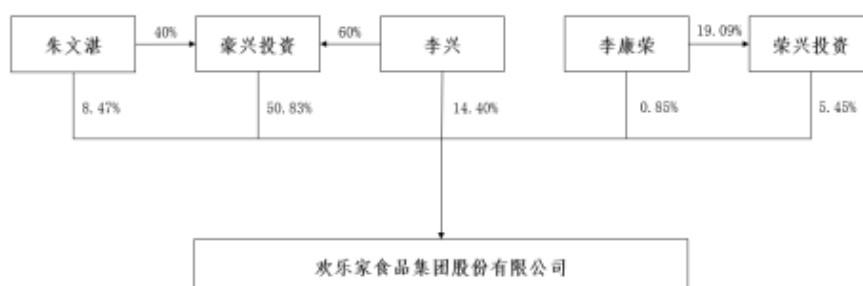 朱文湛 40% 豪兴投资 60% 李兴 李康荣 19.09% 荣兴投资
8.47% 50.83% 14.40% 0.85% 5.45%
欢乐家食品集团股份有限公司